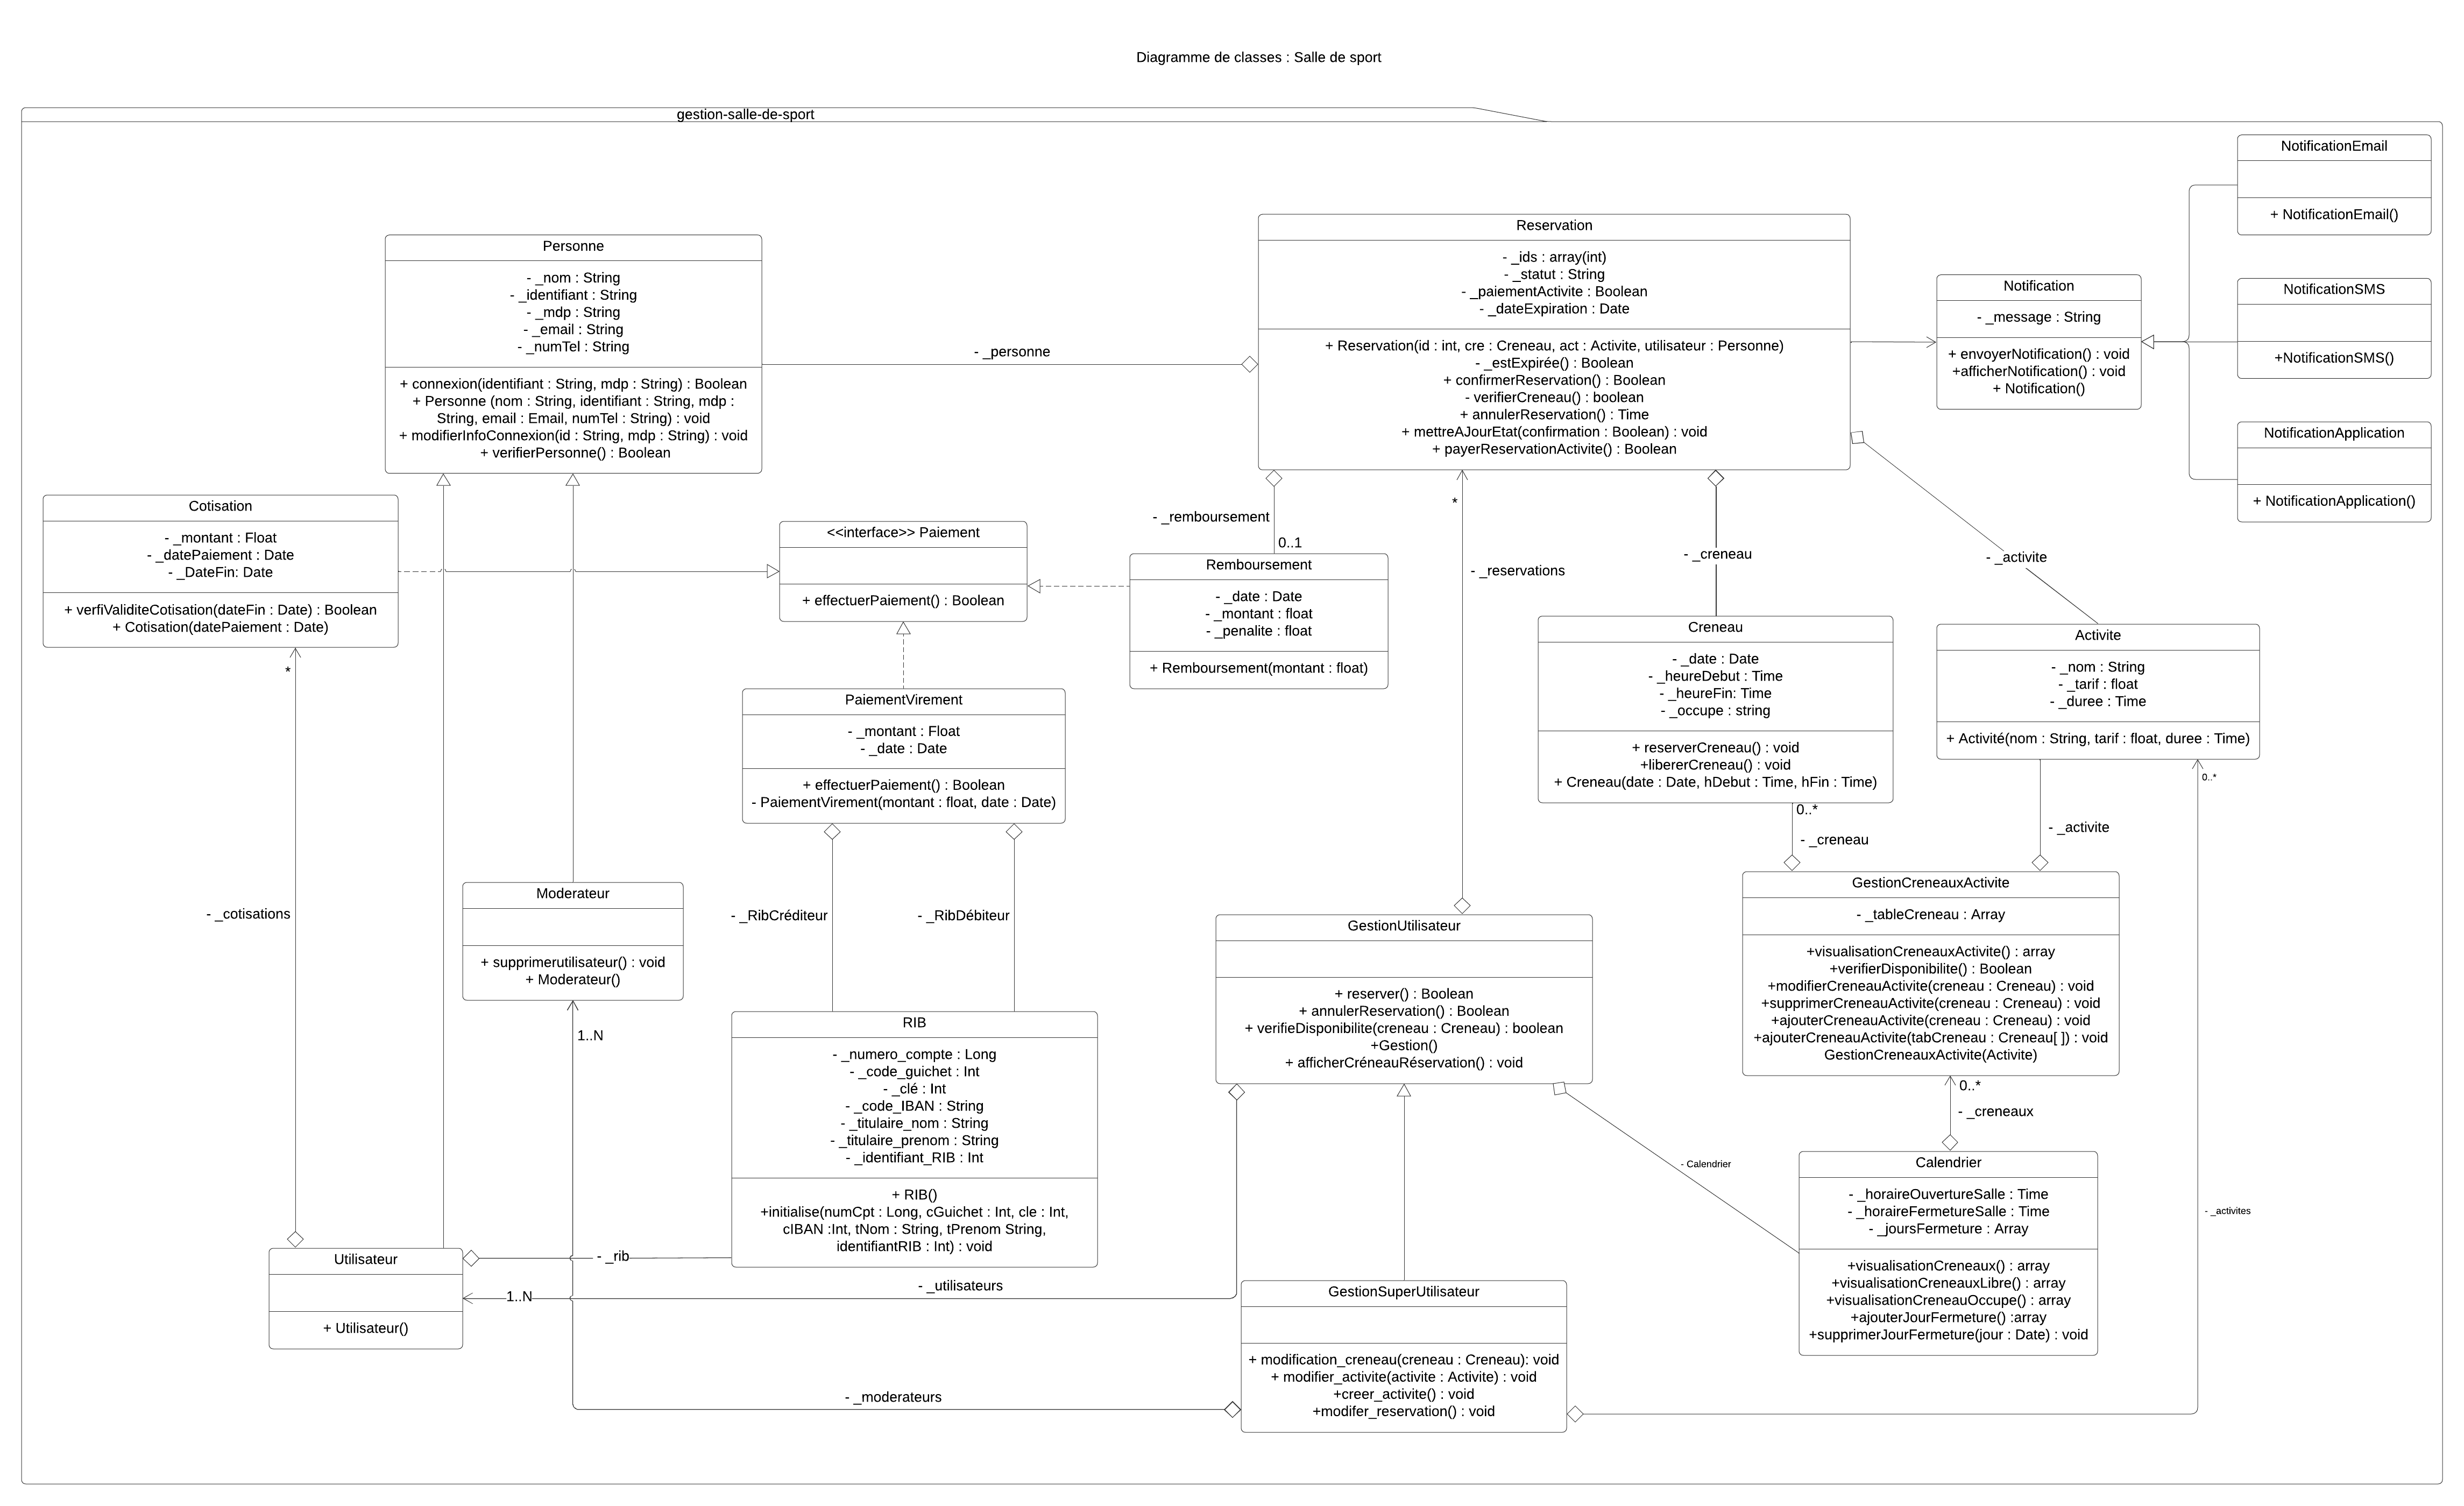 Diagramme de classes : Salle de sport
gestion-salle-de-sport
NotificationEmail
+ NotificationEmail()
Personne
- _nom : String
- _identifiant : String
- _mdp : String
- _email : String
- _numTel : String
+ connexion(identifiant : String, mdp : String) : Boolean
+ Personne (nom : String, identifiant : String, mdp :
String, email : Email, numTel : String) : void
+ modifierInfoConnexion(id : String, mdp : String) : void
+ verifierPersonne() : Boolean
- _personne
Reservation
- _ids : array(int)
- _statut : String
- _paiementActivite : Boolean
- _dateExpiration : Date
+ Reservation(id : int, cre : Creneau, act : Activite, utilisateur : Personne)
- _estExpirée() : Boolean
+ confirmerReservation() : Boolean
- verifierCreneau() : boolean
+ annulerReservation() : Time
+ mettreAJourEtat(confirmation : Boolean) : void
+ payerReservationActivite() : Boolean
Notification
- _message : String
+ envoyerNotification() : void
+afficherNotification() : void
+ Notification()
NotificationSMS
+NotificationSMS()
NotificationApplication
+ NotificationApplication()
Cotisation
- _montant : Float
- _datePaiement : Date
- _DateFin: Date
+ verfiValiditeCotisation(dateFin : Date) : Boolean
+ Cotisation(datePaiement : Date)
*
- _cotisations
<<interface>> Paiement
+ effectuerPaiement() : Boolean
- _remboursement
0..1
Remboursement
- _date : Date
- _montant : float
- _penalite : float
+ Remboursement(montant : float)
*
- _reservations
- _creneau
- _activite
Creneau
- _date : Date
- _heureDebut : Time
- _heureFin: Time
- _occupe : string
+ reserverCreneau() : void
+libererCreneau() : void
+ Creneau(date : Date, hDebut : Time, hFin : Time)
Activite
- _nom : String
- _tarif : float
- _duree : Time
+ Activité(nom : String, tarif : float, duree : Time)
0..*
PaiementVirement
- _montant : Float
- _date : Date
+ effectuerPaiement() : Boolean
- PaiementVirement(montant : float, date : Date)
0..*
- _creneau
- _activite
Moderateur
+ supprimerutilisateur() : void
+ Moderateur()
1..N
- _RibCréditeur
- _RibDébiteur
GestionUtilisateur
+ reserver() : Boolean
+ annulerReservation() : Boolean
+ verifieDisponibilite(creneau : Creneau) : boolean
+Gestion()
+ afficherCréneauRéservation() : void
GestionCreneauxActivite
- _tableCreneau : Array
+visualisationCreneauxActivite() : array
+verifierDisponibilite() : Boolean
+modifierCreneauActivite(creneau : Creneau) : void
+supprimerCreneauActivite(creneau : Creneau) : void
+ajouterCreneauActivite(creneau : Creneau) : void
+ajouterCreneauActivite(tabCreneau : Creneau[ ]) : void
GestionCreneauxActivite(Activite)
0..*
- _creneaux
RIB
- _numero_compte : Long
- _code_guichet : Int
- _clé : Int
- _code_IBAN : String
- _titulaire_nom : String
- _titulaire_prenom : String
- _identifiant_RIB : Int
+ RIB()
+initialise(numCpt : Long, cGuichet : Int, cle : Int,
cIBAN :Int, tNom : String, tPrenom String,
identifiantRIB : Int) : void
- Calendrier
Calendrier
- _horaireOuvertureSalle : Time
- _horaireFermetureSalle : Time
- _joursFermeture : Array
+visualisationCreneaux() : array
+visualisationCreneauxLibre() : array
+visualisationCreneauOccupe() : array
+ajouterJourFermeture() :array
+supprimerJourFermeture(jour : Date) : void
- _activites
Utilisateur
+ Utilisateur()
- _rib
1..N
- _utilisateurs
GestionSuperUtilisateur
+ modification_creneau(creneau : Creneau): void
+ modifier_activite(activite : Activite) : void
+creer_activite() : void
+modifer_reservation() : void
- _moderateurs